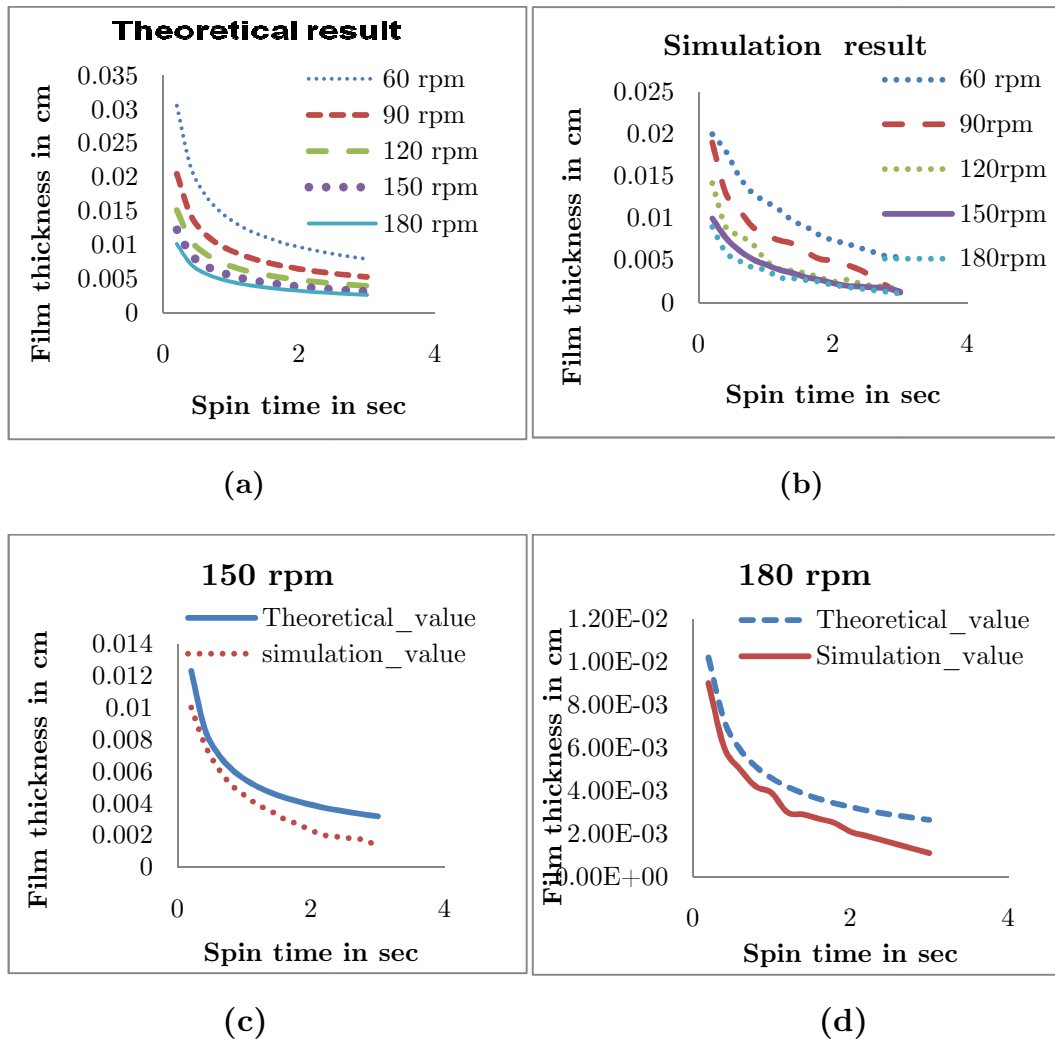 Theoretical result
60 rpm
90 rpm
120 rpm
150 rpm
180 rpm
0.035
0.03
0.025
0.02
0.015
0.01
0.005
0
0 2 4
Film thickness in cm
Spin time in sec
(a)
Simulation result
60 rpm
90rpm
120rpm
150rpm
180rpm
0.025
0.02
0.015
0.01
0.005
0
0 2 4
Film thickness in cm
Spin time in sec
(b)
150 rpm
Theoretical_value
simulation_value
0.014
0.012
0.01
0.008
0.006
0.004
0.002
0
0 2 4
Film thickness in cm
Spin time in sec
(c)
180 rpm
Theoretical_value
Simulation_value
1.20E-02
1.00E-02
8.00E-03
6.00E-03
4.00E-03
2.00E-03
0.00E+00
0 2 4
Film thickness in cm
Spin time in sec
(d)